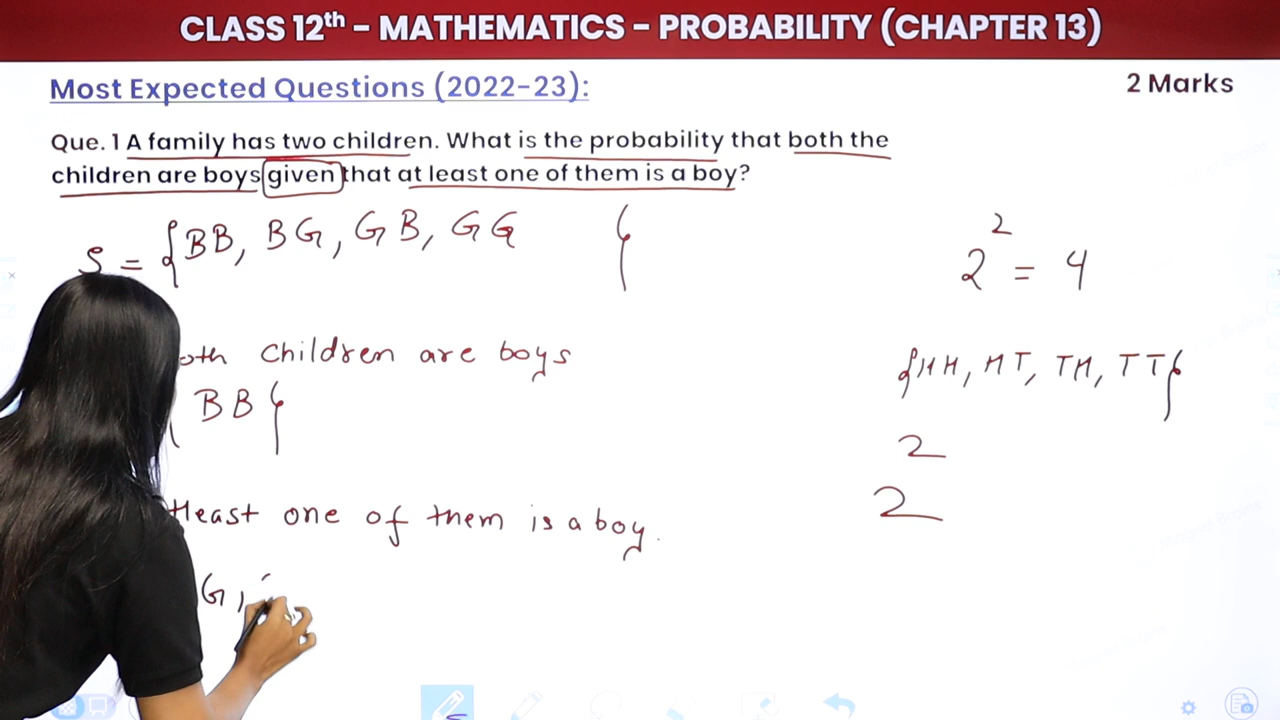 CLASS 12th – MATHEMATICS – PROBABILITY (CHAPTER 13)
Most Expected Questions (2022-23):
2 Marks
Que. 1 A family has two children. What is the probability that both the
children are boys given that at least one of them is a boy?
S = {BB, BG, GB, GG }
2² = 4
oth children are boys
{HH, HT, TH, TT}
BB}
2
tleast one of them is a boy.
2
G,